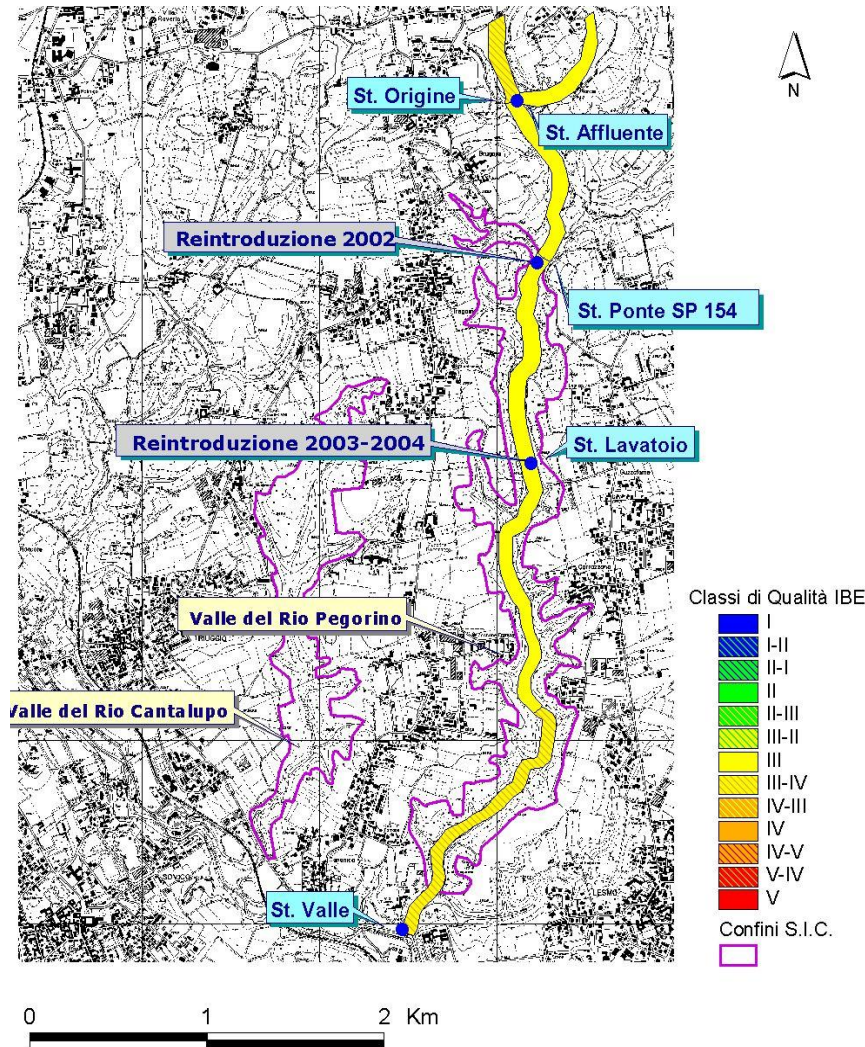 St. Origine
N
St. Affluente
Reintroduzione 2002
St. Ponte SP 154
Reintroduzione 2003-2004
St. Lavatoio
Valle del Rio Pegorino
Valle del Rio Cantalupo
St. Valle
LESMO
Classi di Qualità IBE
I
I-II
II-I
II
II-III
III-II
III
III-IV
IV-III
IV
IV-V
V-IV
V
Confini S.I.C.
0 1 2 Km